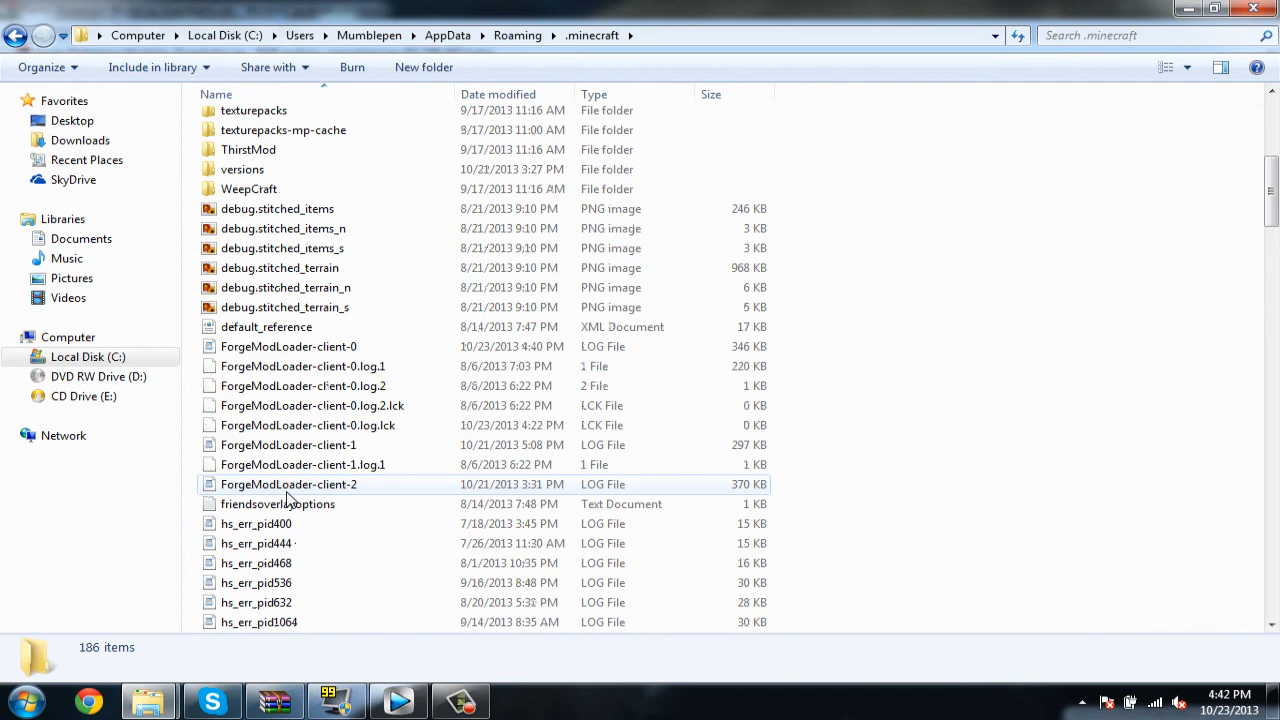 Computer Local Disk (C:) Users Mumblepen AppData Roaming .minecraft Search .minecraft
Organize Include in library Share with Burn New folder
Name Date modified Type Size
Favorites
Desktop
Downloads
Recent Places
SkyDrive
Libraries
Documents
Music
Pictures
Videos
Computer
Local Disk (C:)
DVD RW Drive (D:)
CD Drive (E:)
Network
texturepacks 9/17/2013 11:16 AM File folder
texturepacks-mp-cache 8/17/2013 11:00 AM File folder
ThirstMod 9/17/2013 11:16 AM File folder
versions 10/21/2013 3:27 PM File folder
WeepCraft 9/17/2013 11:16 AM File folder
debug.stitched_items 8/21/2013 9:10 PM PNG image 246 KB
debug.stitched_items_n 8/21/2013 9:10 PM PNG image 3 KB
debug.stitched_items_s 8/21/2013 9:10 PM PNG image 3 KB
debug.stitched_terrain 8/21/2013 9:10 PM PNG image 968 KB
debug.stitched_terrain_n 8/21/2013 9:10 PM PNG image 6 KB
debug.stitched_terrain_s 8/21/2013 9:10 PM PNG image 5 KB
default_reference 8/14/2013 7:47 PM XML Document 17 KB
ForgeModLoader-client-0 10/23/2013 4:40 PM LOG File 346 KB
ForgeModLoader-client-0.log.1 8/6/2013 7:03 PM 1 File 220 KB
ForgeModLoader-client-0.log.2 8/6/2013 6:22 PM 2 File 1 KB
ForgeModLoader-client-0.log.2.lck 8/6/2013 6:22 PM LCK File 0 KB
ForgeModLoader-client-0.log.lck 10/23/2013 4:22 PM LCK File 0 KB
ForgeModLoader-client-1 10/21/2013 5:08 PM LOG File 297 KB
ForgeModLoader-client-1.log.1 8/6/2013 6:22 PM 1 File 1 KB
ForgeModLoader-client-2 10/21/2013 3:31 PM LOG File 370 KB
friendsoverlayoptions 8/14/2013 7:48 PM Text Document 1 KB
hs_err_pid400 7/18/2013 3:45 PM LOG File 15 KB
hs_err_pid444 7/26/2013 11:30 AM LOG File 15 KB
hs_err_pid468 8/1/2013 10:35 PM LOG File 16 KB
hs_err_pid536 9/16/2013 8:48 PM LOG File 30 KB
hs_err_pid632 8/20/2013 5:38 PM LOG File 28 KB
hs_err_pid1064 9/14/2013 8:35 AM LOG File 30 KB
186 items
99
4:42 PM
10/23/2013